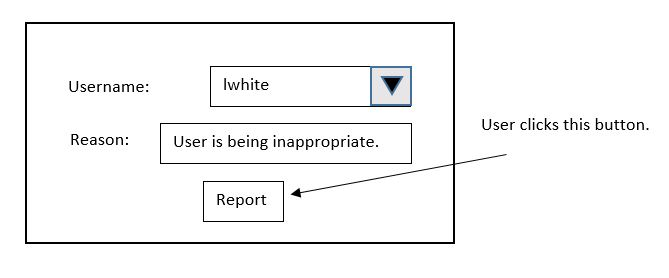 Username:
lwhite
User clicks this button.
Reason:
User is being inappropriate.
Report